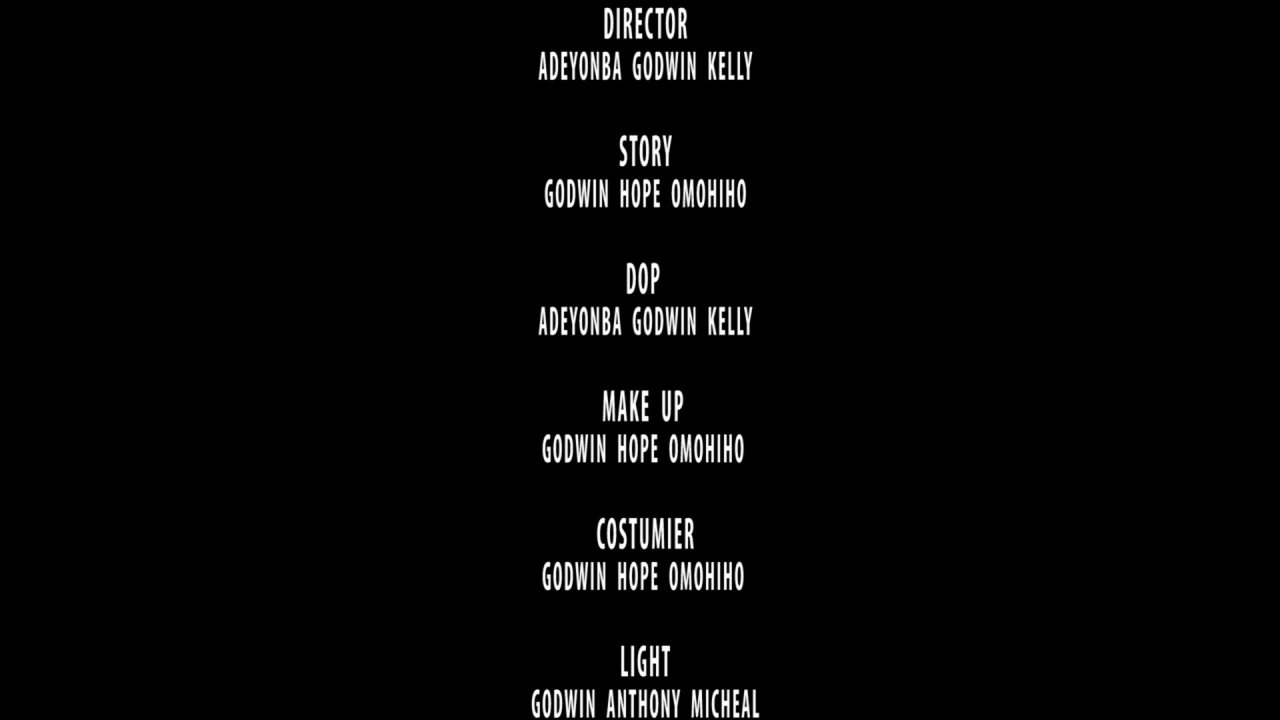 DIRECTOR
ADEYONBA GODWIN KELLY
STORY
GODWIN HOPE OMOHIHO
DOP
ADEYONBA GODWIN KELLY
MAKE UP
GODWIN HOPE OMOHIHO
COSTUMIER
GODWIN HOPE OMOHIHO
LIGHT
GODWIN ANTHONY MICHEAL